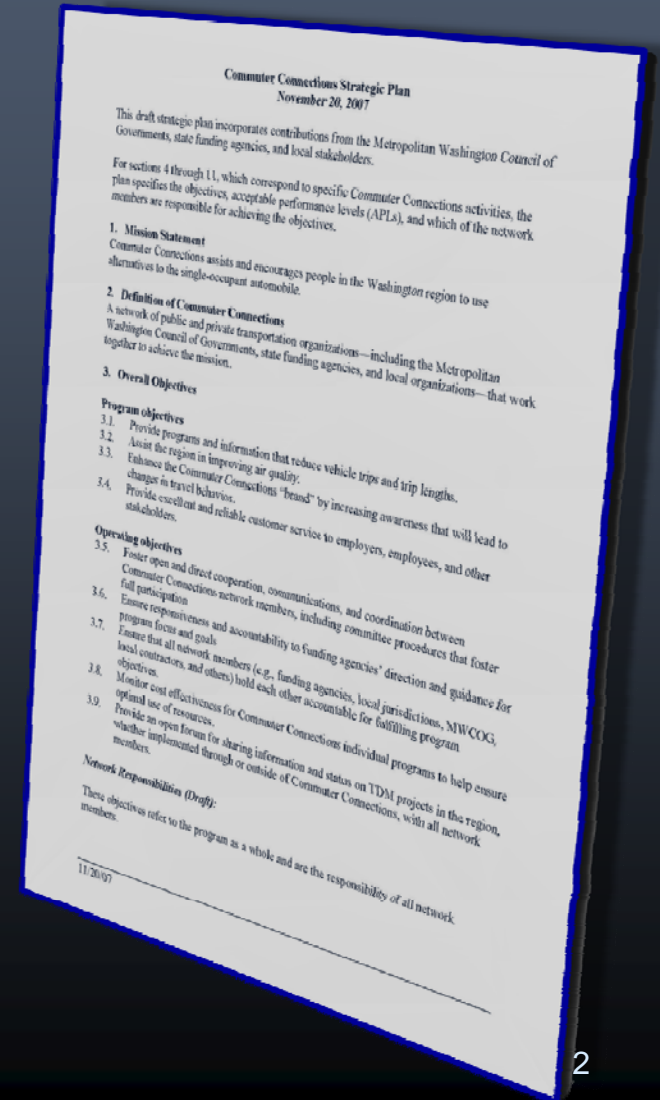 Commuter Connections Strategic Plan
November 20, 2007
This draft strategic plan incorporates contributions from the Metropolitan Washington Council of
Governments, state funding agencies, and local stakeholders.
For sections 4 through 11, which correspond to specific Commuter Connections activities, the
plan specifies the objectives, acceptable performance levels (APLs), and which of the network
members are responsible for achieving the objectives.
1. Mission Statement
Commuter Connections assists and encourages people in the Washington region to use
alternatives to the single-occupant automobile.
2. Definition of Commuter Connections
A network of public and private transportation organizations—including the Metropolitan
Washington Council of Governments, state funding agencies, and local organizations—that work
together to achieve the mission.
3. Overall Objectives
Program objectives
3.1. Provide programs and information that reduce vehicle trips and trip lengths.
3.2. Assist the region in improving air quality.
3.3. Enhance the Commuter Connections "brand" by increasing awareness that will lead to
changes in travel behavior.
3.4. Provide excellent and reliable customer service to employers, employees, and other
stakeholders.
Operating objectives
3.5. Foster open and direct cooperation, communications, and coordination between
Commuter Connections network members, including committee procedures that foster
full participation
3.6. Ensure responsiveness and accountability to funding agencies' direction and guidance for
program focus and goals
3.7. Ensure that all network members (e.g., funding agencies, local jurisdictions, MWCOG,
local contractors, and others) hold each other accountable for fulfilling program
objectives.
3.8. Monitor cost effectiveness for Commuter Connections individual programs to help ensure
optimal use of resources.
3.9. Provide an open forum for sharing information and status on TDM projects in the region,
whether implemented through or outside of Commuter Connections, with all network
members.
Network Responsibilities (Draft):
These objectives refer to the program as a whole and are the responsibility of all network
members.
11/20/07
2